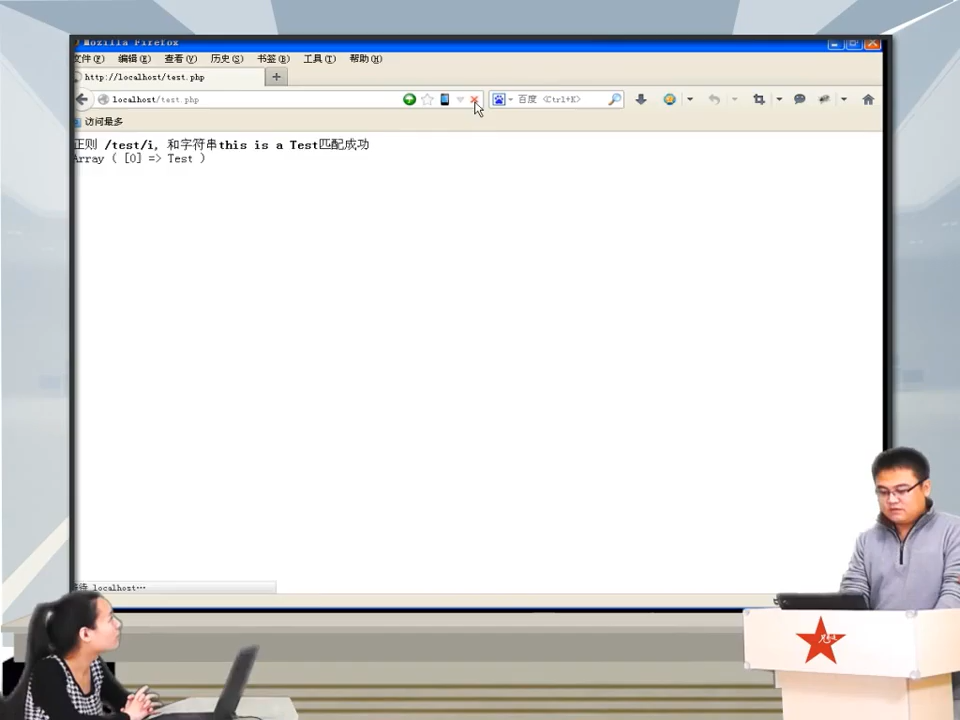 Mozilla Firefox
文件(F) 编辑(E) 查看(V) 历史(S) 书签(B) 工具(T) 帮助(H)
http://localhost/test.php
localhost/test.php
百度 <Ctrl+K>
访问最多
正则 /test/i, 和字符串this is a Test匹配成功
Array ( [0] => Test )
待 localhost…